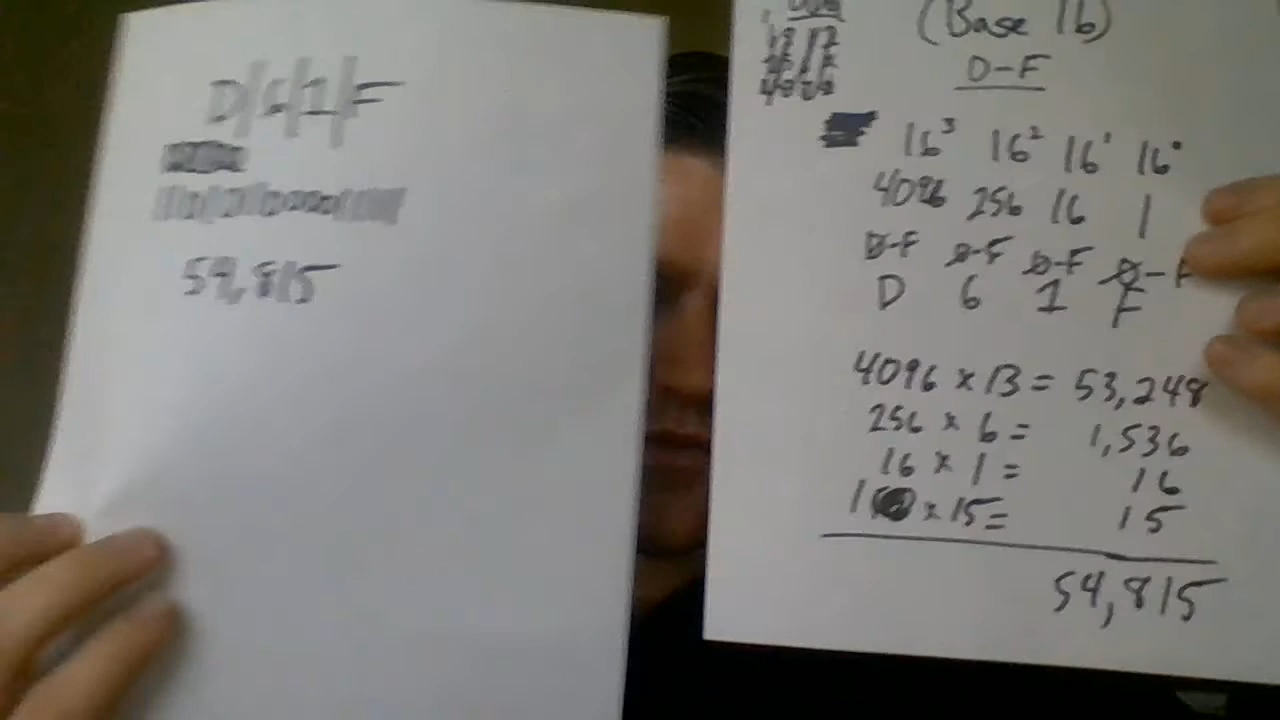 D/6/1/F
54,815
(Base 16)
D-F
16³ 16² 16¹ 16⁰
4096 256 16 1
0-F 0-F 0-F 0-F
D 6 1 F
4096 x 13 = 53,248
256 x 6 = 1,536
16 x 1 = 16
1 x 15 = 15
54,815